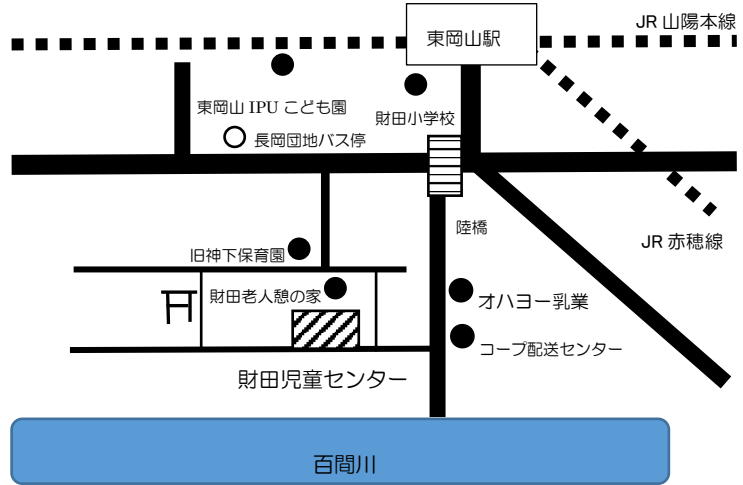 JR 山陽本線
東岡山駅
東岡山 IPU こども園
財田小学校
長岡団地バス停
陸橋
JR 赤穂線
旧神下保育園
財田老人憩の家
オハヨー乳業
コープ配送センター
財田児童センター
百間川